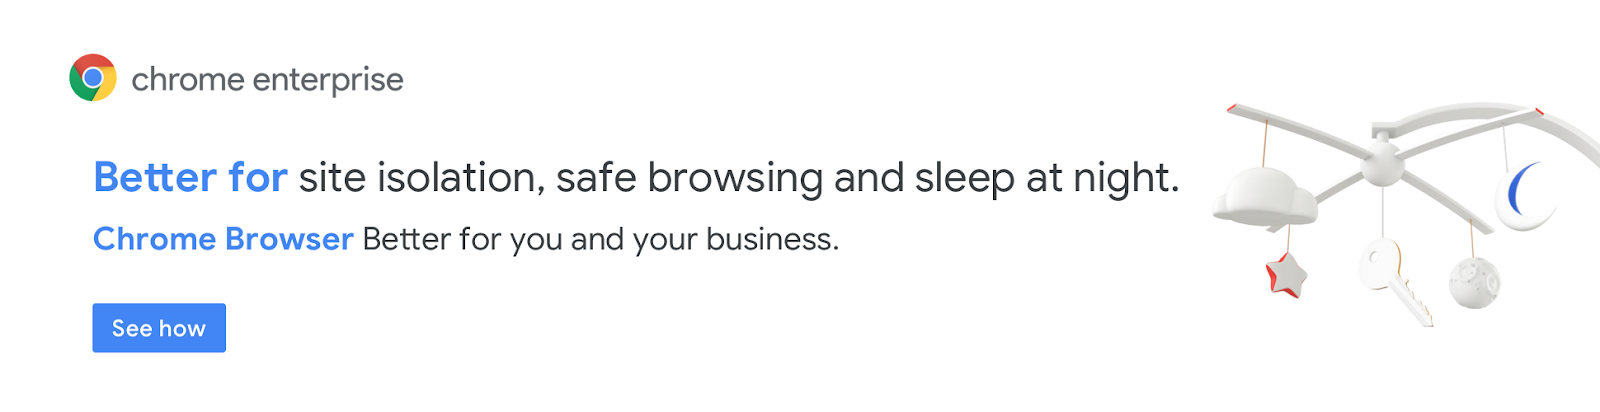 chrome enterprise
Better for site isolation, safe browsing and sleep at night.
Chrome Browser Better for you and your business.
See how